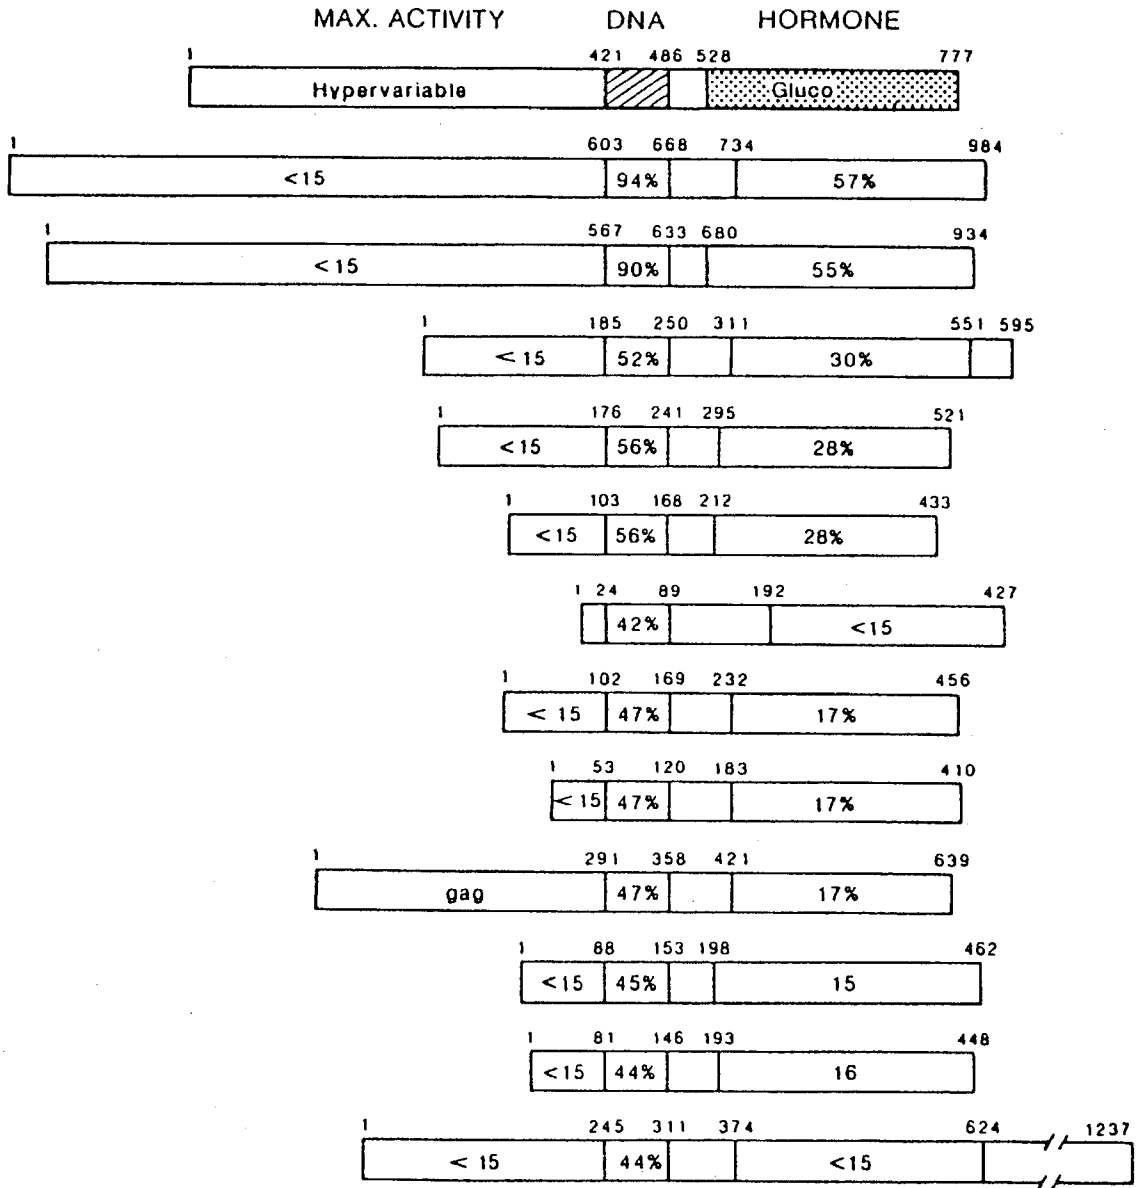 MAX. ACTIVITY DNA HORMONE
1 421 486 528 777
Hypervariable Gluco
1 603 668 734 984
<15 94% 57%
1 567 633 680 934
<15 90% 55%
1 185 250 311 551 595
<15 52% 30%
1 176 241 295 521
<15 56% 28%
1 103 168 212 433
<15 56% 28%
1 24 89 192 427
42% <15
1 102 169 232 456
<15 47% 17%
1 53 120 183 410
<15 47% 17%
1 291 358 421 639
gag 47% 17%
1 88 153 198 462
<15 45% 15
1 81 146 193 448
<15 44% 16
1 245 311 374 624 1237
<15 44% <15